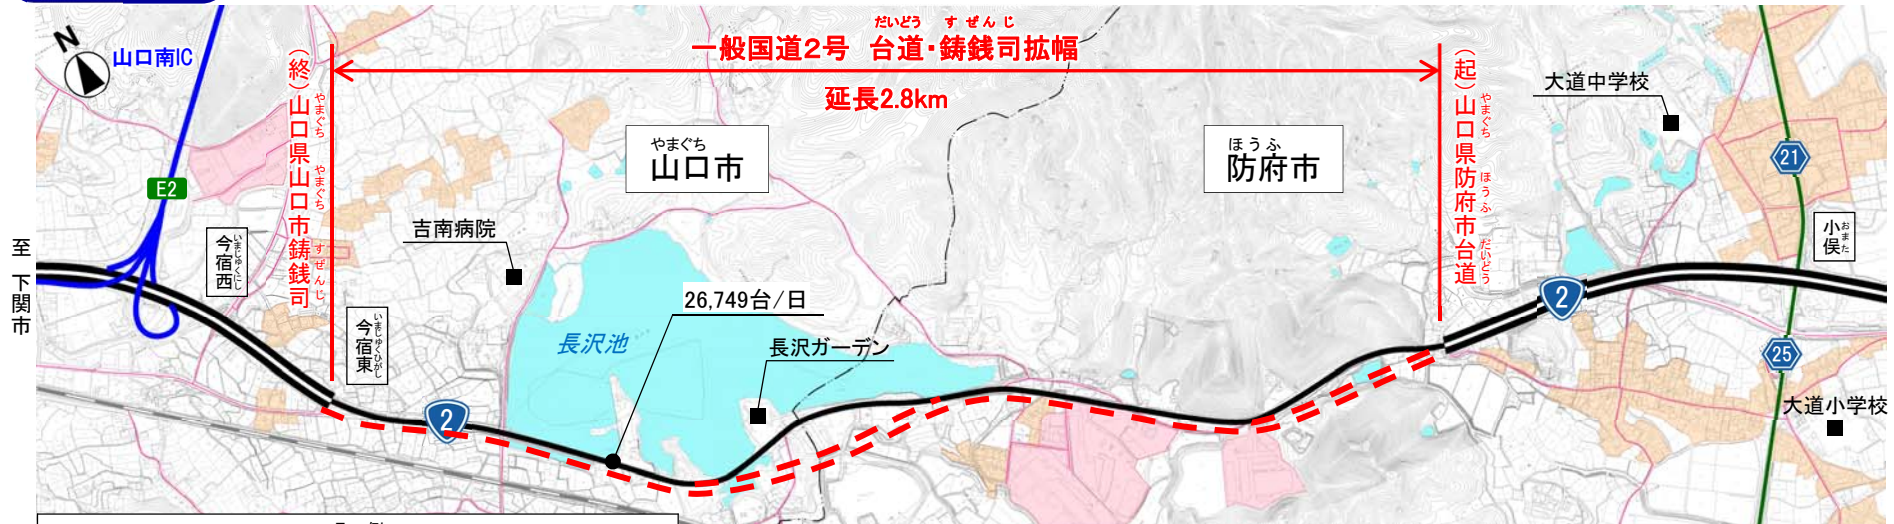 だいどう すぜんじ
一般国道2号 台道・鋳銭司拡幅
延長2.8km
N
山口南IC
E2
(終)山口県山口市鋳銭司
やまぐち やまぐち すぜんじ
(起)山口県防府市台道
やまぐち ほうふ だいどう
やまぐち
山口市
ほうふ
防府市
大道中学校
21
小俣
おまた
吉南病院
今宿西
いまじゅくにし
今宿東
いまじゅくひがし
至 下関市
26,749台/日
長沢池
長沢ガーデン
2
2
25
大道小学校